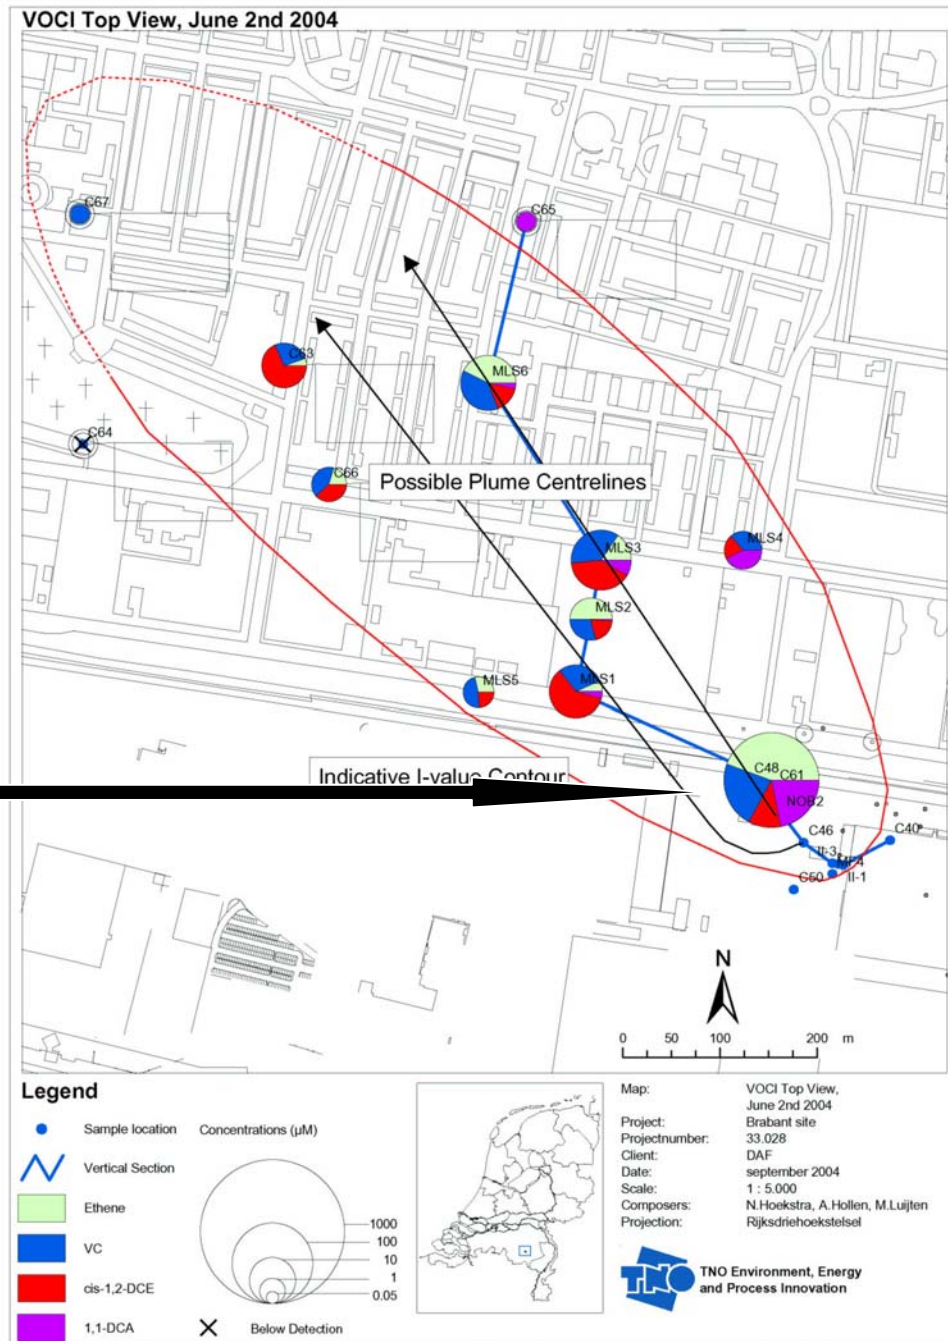 VOCI Top View, June 2nd 2004
C67
C65
C63
MLS6
C64
C66
Possible Plume Centrelines
MLS4
MLS3
MLS2
MLS5
MLS1
Indicative I-value Contour
C48
C61
NOB2
C46
C40
II-3
MP4
II-1
C50
N
0 50 100 200 m
Legend
Sample location
Vertical Section
Ethene
VC
cis-1,2-DCE
1,1-DCA
Concentrations (µM)
1000
100
10
1
0.05
Below Detection
Map: VOCI Top View,
June 2nd 2004
Project: Brabant site
Projectnumber: 33.028
Client: DAF
Date: september 2004
Scale: 1 : 5.000
Composers: N.Hoekstra, A.Hollen, M.Luijten
Projection: Rijksdriehoekstelsel
TNO
TNO Environment, Energy
and Process Innovation